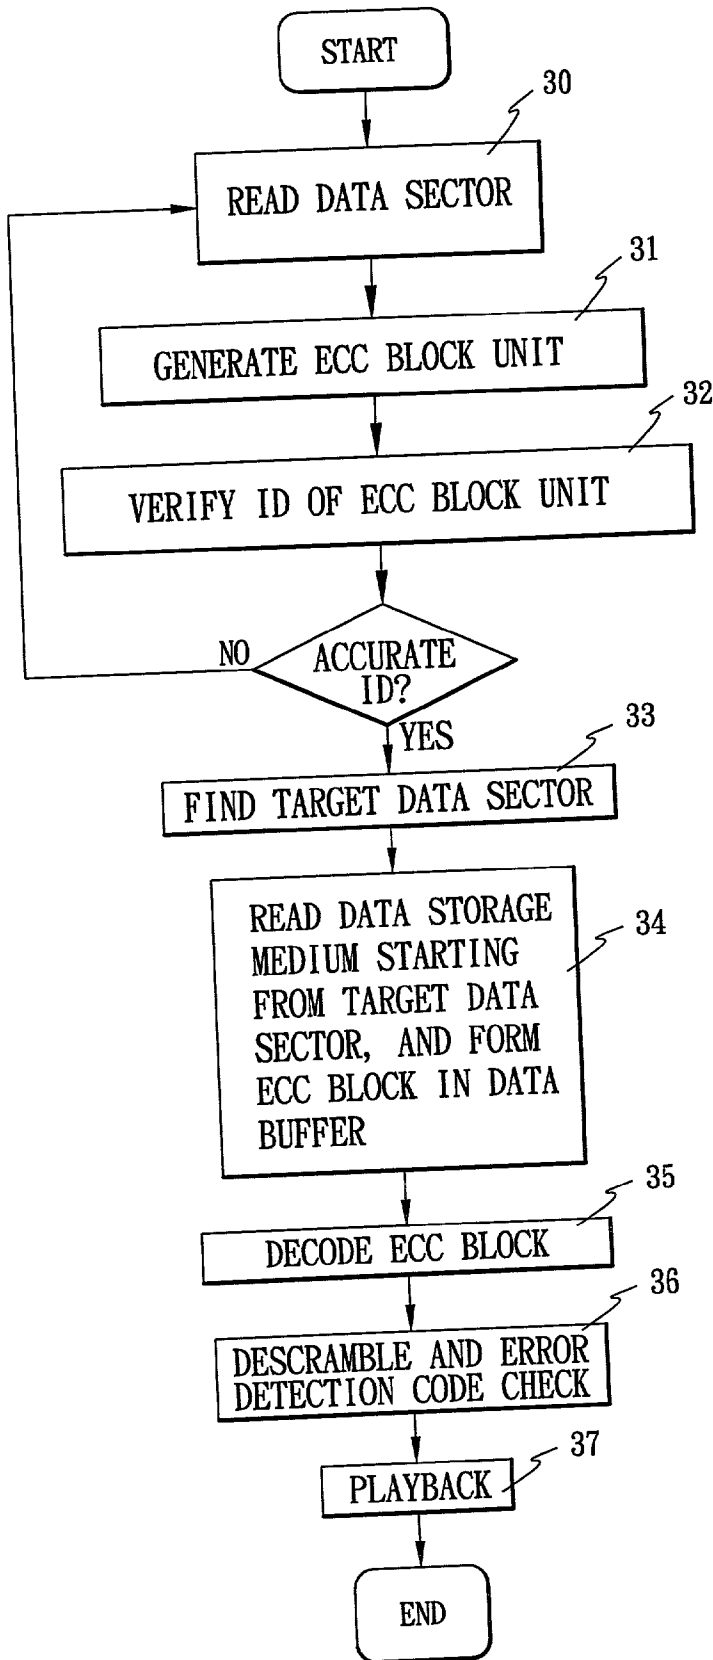 START
30
READ DATA SECTOR
31
GENERATE ECC BLOCK UNIT
32
VERIFY ID OF ECC BLOCK UNIT
NO
ACCURATE
ID?
YES
33
FIND TARGET DATA SECTOR
READ DATA STORAGE
MEDIUM STARTING
FROM TARGET DATA
SECTOR, AND FORM
ECC BLOCK IN DATA
BUFFER
34
35
DECODE ECC BLOCK
36
DESCRAMBLE AND ERROR
DETECTION CODE CHECK
37
PLAYBACK
END